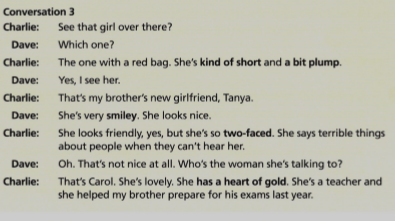 Conversation 3
Charlie: See that girl over there?
Dave: Which one?
Charlie: The one with a red bag. She's kind of short and a bit plump.
Dave: Yes, I see her.
Charlie: That's my brother's new girlfriend, Tanya.
Dave: She's very smiley. She looks nice.
Charlie: She looks friendly, yes, but she's so two-faced. She says terrible things
about people when they can't hear her.
Dave: Oh. That's not nice at all. Who's the woman she's talking to?
Charlie: That's Carol. She's lovely. She has a heart of gold. She's a teacher and
she helped my brother prepare for his exams last year.